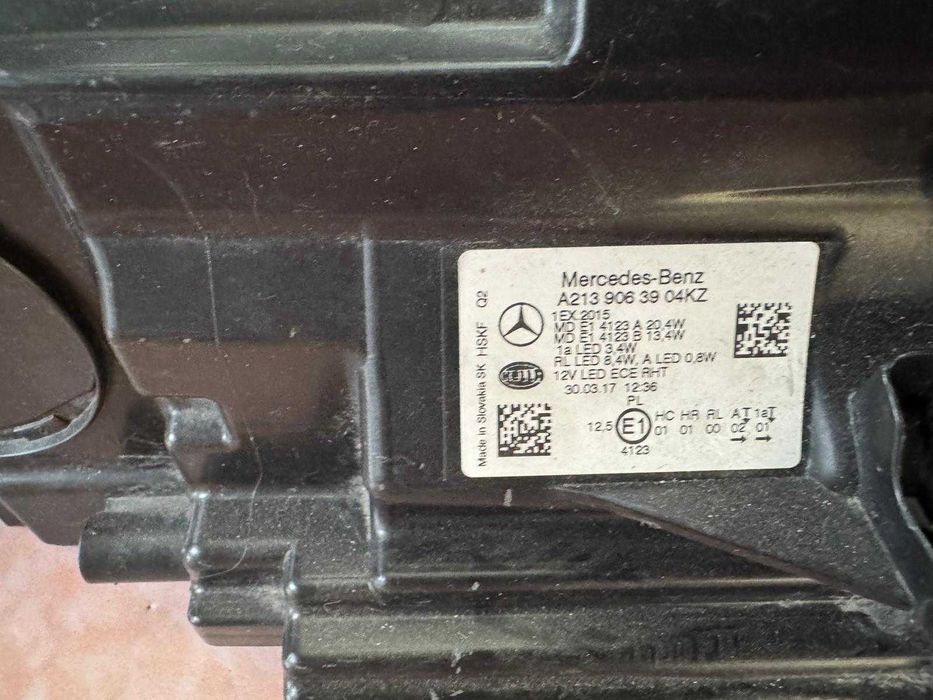 Mercedes-Benz
A213 906 39 04KZ
1EX 2015
MD E1 4123 A 20,4W
MD E1 4123 B 13,4W
1a LED 3,4W
RL LED 8,4W, A LED 0,8W
12V LED ECE RHT
30.03.17 12:36
PL
HC HR RL A 1a
12,5 E1 01 01 00 02 01
4123
Made in Slovakia SK HSKF Q2